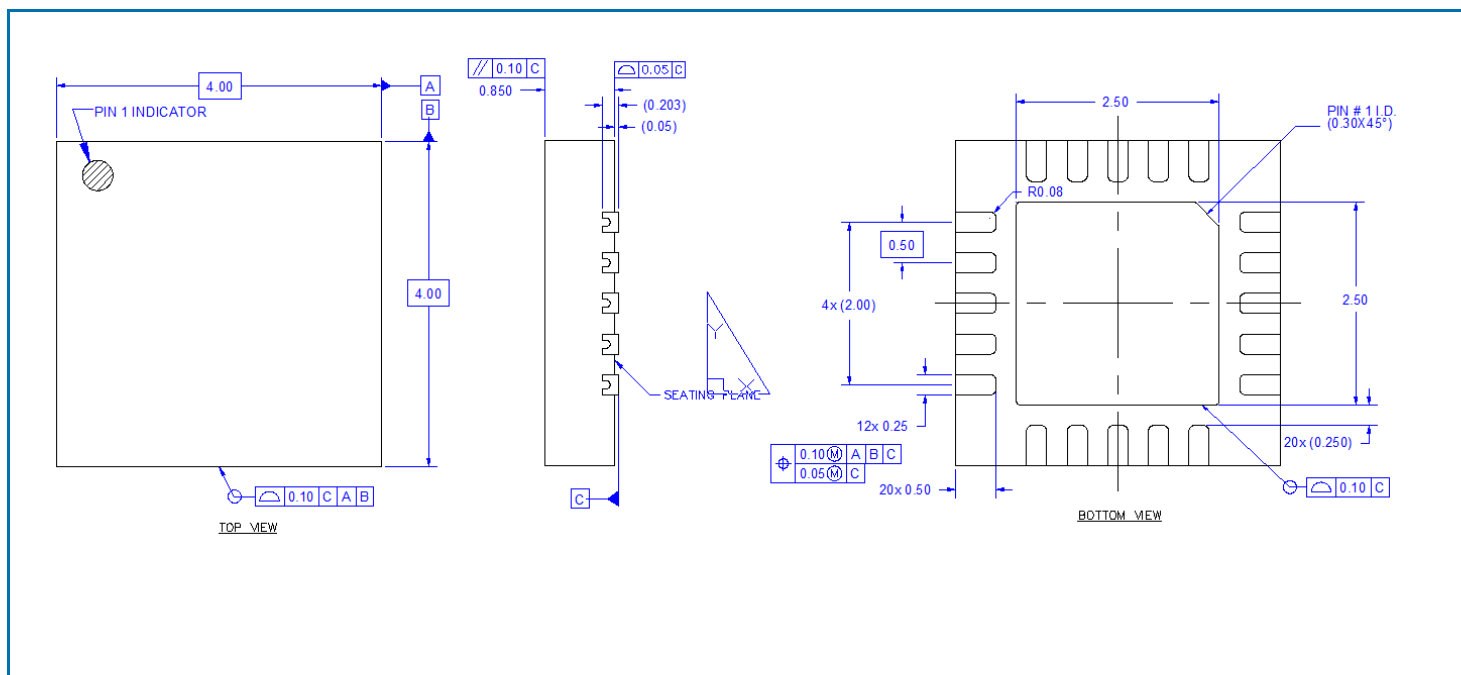 4.00
A
B
PIN 1 INDICATOR
4.00
0.10 C A B
TOP VIEW
// 0.10 C
0.05 C
0.850
(0.203)
(0.05)
Y
X
SEATING PLANE
C
2.50
PIN # 1 I.D.
(0.30X45°)
R0.08
0.50
4x (2.00)
2.50
12x 0.25
20x (0.250)
0.10 Ⓜ A B C
0.05 Ⓜ C
20x 0.50
0.10 C
BOTTOM VIEW